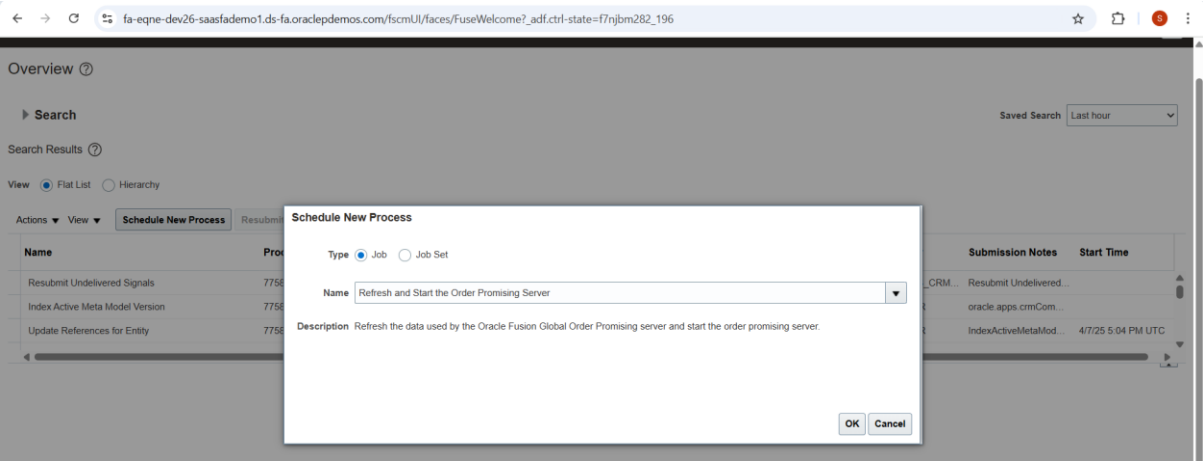 fa-eqne-dev26-saasfademo1.ds-fa.oraclepdemos.com/fscmUI/faces/FuseWelcome?_adf.ctrl-state=f7njbm282_196
S
Overview
Search
Saved Search Last hour
Search Results
View Flat List Hierarchy
Actions View Schedule New Process Resubmit
Schedule New Process
Type Job Job Set
Name Refresh and Start the Order Promising Server
Description Refresh the data used by the Oracle Fusion Global Order Promising server and start the order promising server.
OK Cancel
Name Submission Notes Start Time
Resubmit Undelivered Signals 7758 _CRM... Resubmit Undelivered...
Index Active Meta Model Version 7758 oracle.apps.crmCom...
Update References for Entity 7758 IndexActiveMetaMod... 4/7/25 5:04 PM UTC